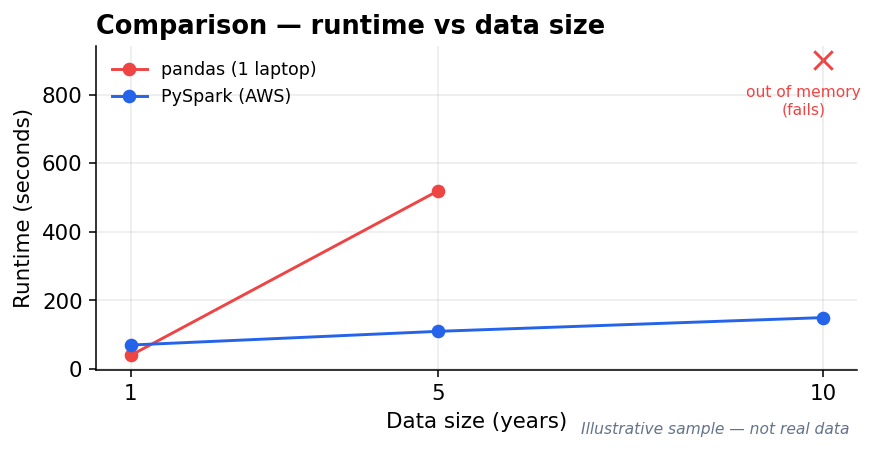 Comparison — runtime vs data size
pandas (1 laptop)
PySpark (AWS)
out of memory
(fails)
Runtime (seconds)
800
600
400
200
0
1
5
10
Data size (years)
Illustrative sample — not real data